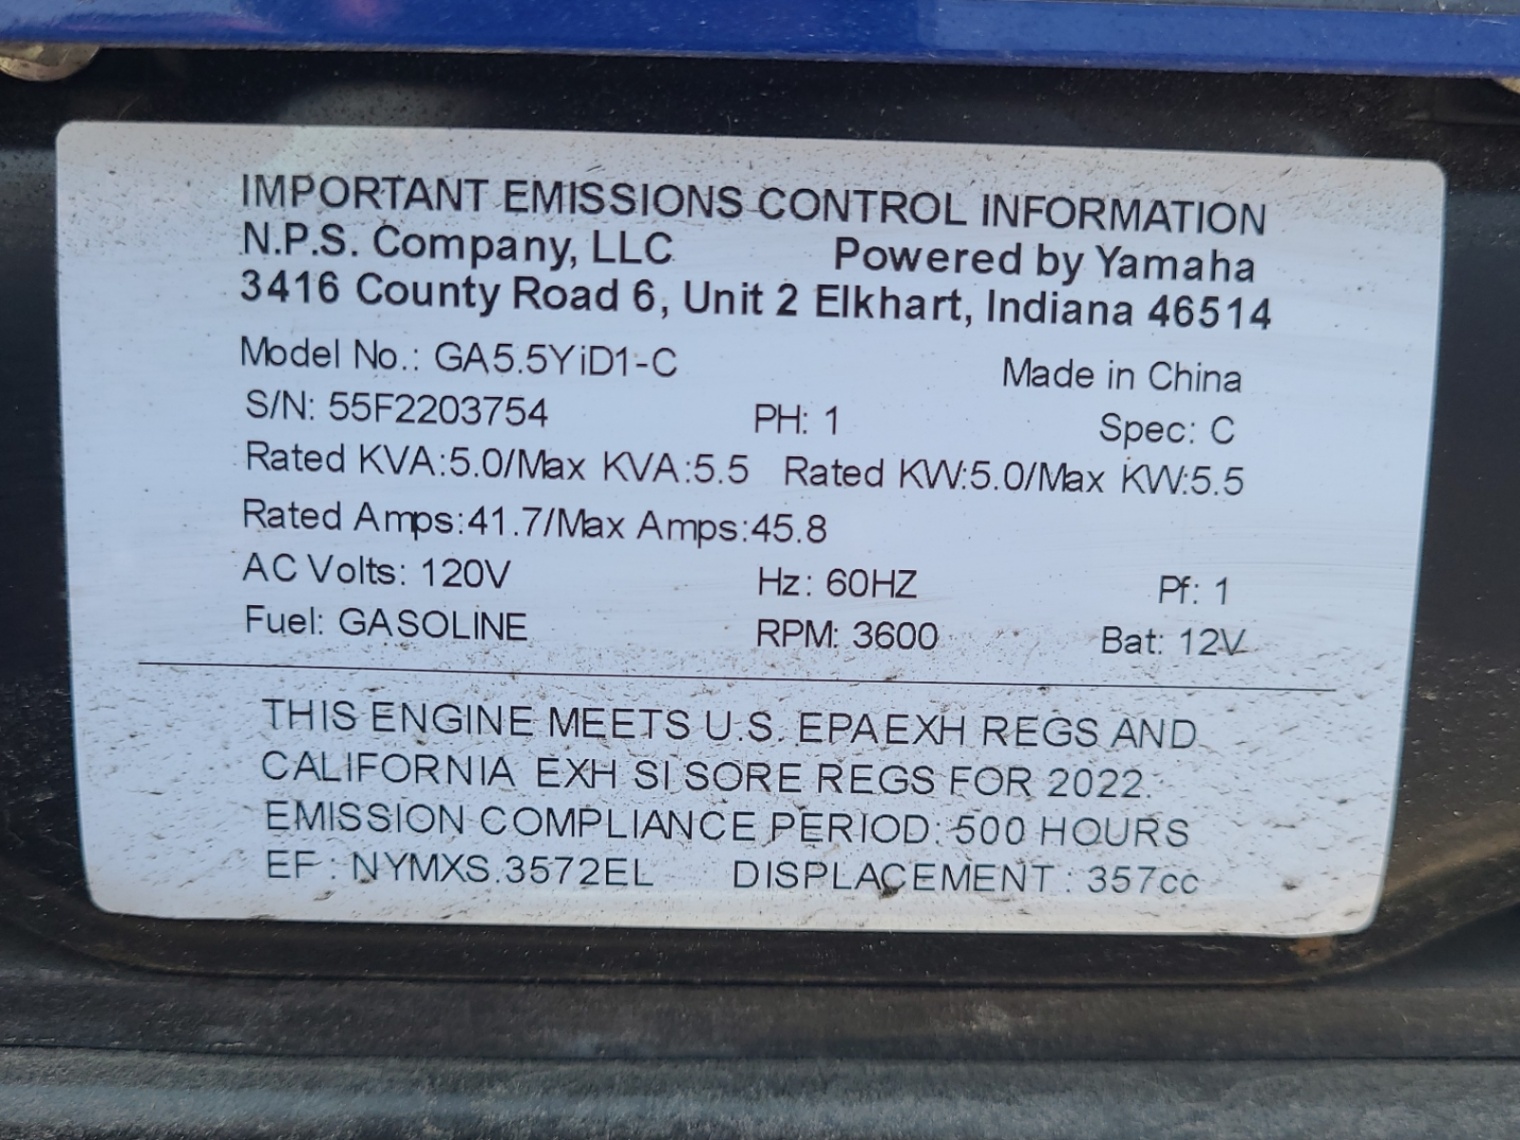 IMPORTANT EMISSIONS CONTROL INFORMATION
N.P.S. Company, LLC Powered by Yamaha
3416 County Road 6, Unit 2 Elkhart, Indiana 46514
Model No.: GA5.5YiD1-C Made in China
S/N: 55F2203754 PH: 1 Spec: C
Rated KVA:5.0/Max KVA:5.5 Rated KW:5.0/Max KW:5.5
Rated Amps:41.7/Max Amps:45.8
AC Volts: 120V Hz: 60HZ Pf: 1
Fuel: GASOLINE RPM: 3600 Bat: 12V
THIS ENGINE MEETS U.S. EPA EXH REGS AND
CALIFORNIA EXH SI SORE REGS FOR 2022.
EMISSION COMPLIANCE PERIOD: 500 HOURS
EF : NYMXS.3572EL DISPLACEMENT : 357cc